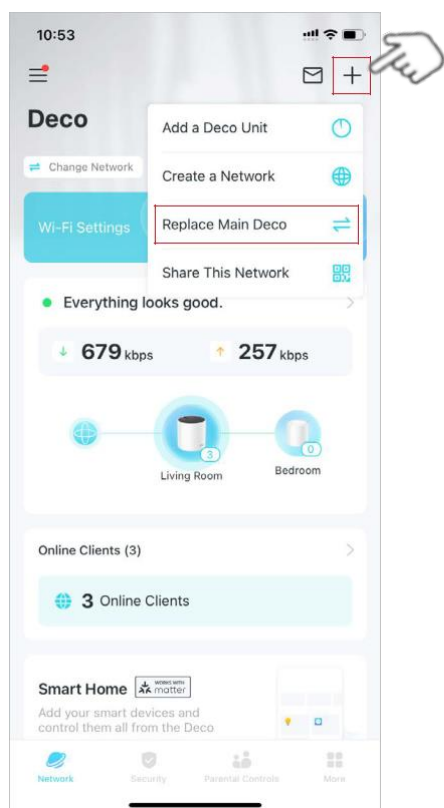 10:53
Deco
Add a Deco Unit
Change Network
Create a Network
Wi-Fi Settings
Replace Main Deco
Share This Network
Everything looks good.
679 kbps
257 kbps
3
0
Living Room
Bedroom
Online Clients (3)
3 Online Clients
Smart Home
WORKS WITH
matter
Add your smart devices and
control them all from the Deco
Network
Security
Parental Controls
More